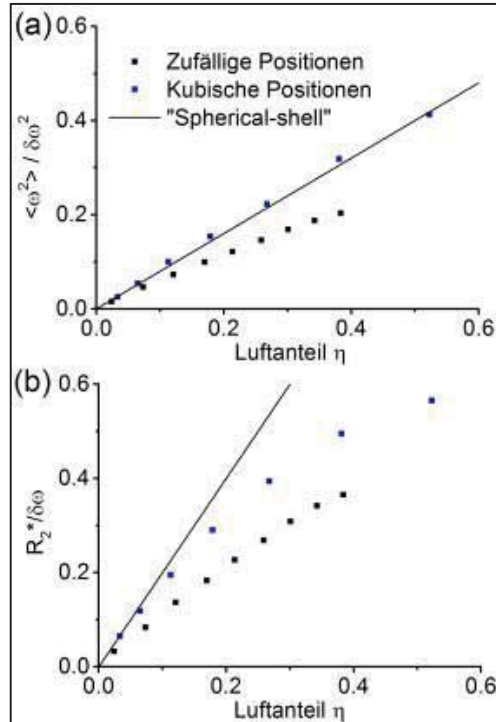 (a)
0.6
Zufällige Positionen
Kubische Positionen
"Spherical-shell"
0.4
0.2
0.0
<ω²> / δω²
0.0 0.2 0.4 0.6
Luftanteil η
(b)
0.6
0.4
0.2
0.0
R₂*/δω
0.0 0.2 0.4 0.6
Luftanteil η